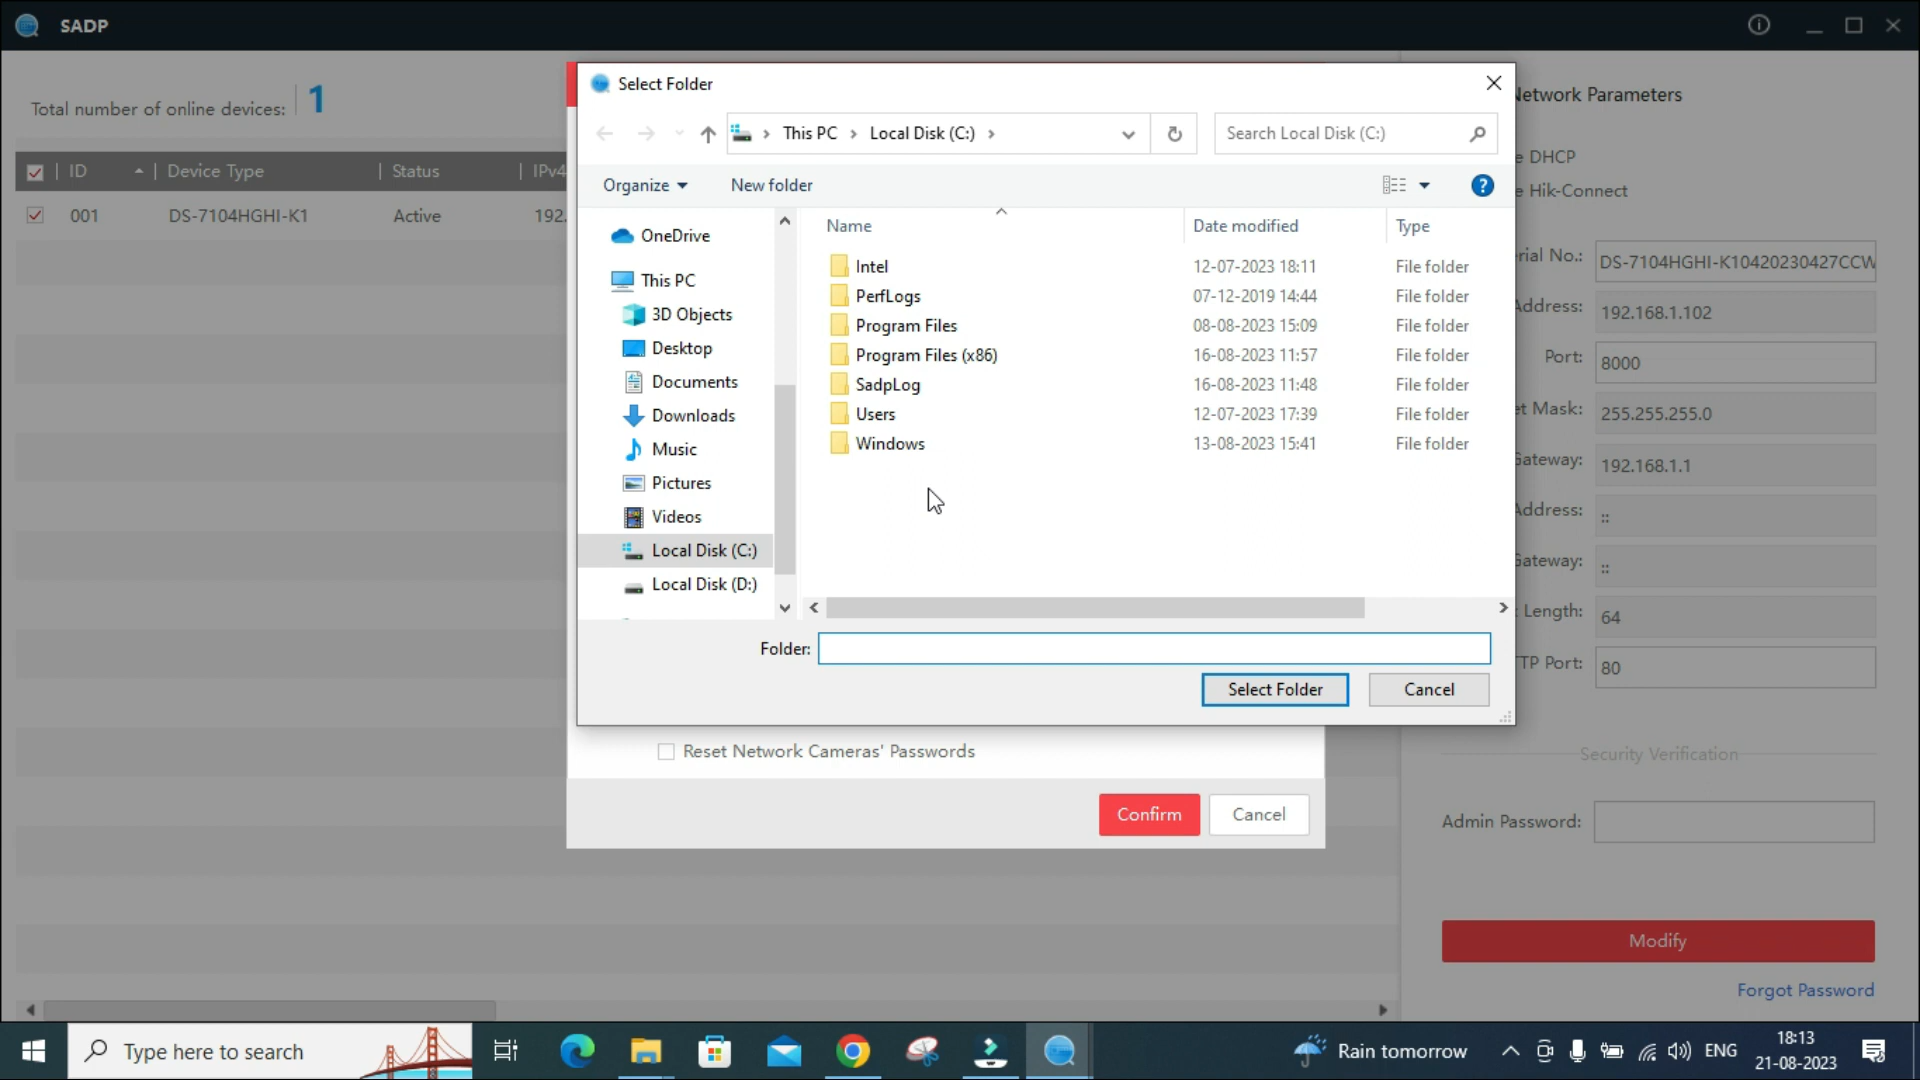 SADP
Total number of online devices: 1
ID Device Type Status IPv4
001 DS-7104HGHI-K1 Active 192.
Select Folder
This PC Local Disk (C:)
Search Local Disk (C:)
Organize
New folder
?
OneDrive
This PC
3D Objects
Desktop
Documents
Downloads
Music
Pictures
Videos
Local Disk (C:)
Local Disk (D:)
Name Date modified Type
Intel 12-07-2023 18:11 File folder
PerfLogs 07-12-2019 14:44 File folder
Program Files 08-08-2023 15:09 File folder
Program Files (x86) 16-08-2023 11:57 File folder
SadpLog 16-08-2023 11:48 File folder
Users 12-07-2023 17:39 File folder
Windows 13-08-2023 15:41 File folder
Folder:
Select Folder Cancel
Reset Network Cameras' Passwords
Confirm Cancel
Network Parameters
e DHCP
e Hik-Connect
rial No.: DS-7104HGHI-K10420230427CCW
Address: 192.168.1.102
Port: 8000
et Mask: 255.255.255.0
Gateway: 192.168.1.1
Address: ::
Gateway: ::
Length: 64
TP Port: 80
Security Verification
Admin Password:
Modify
Forgot Password
Type here to search
Rain tomorrow
ENG
18:13
21-08-2023